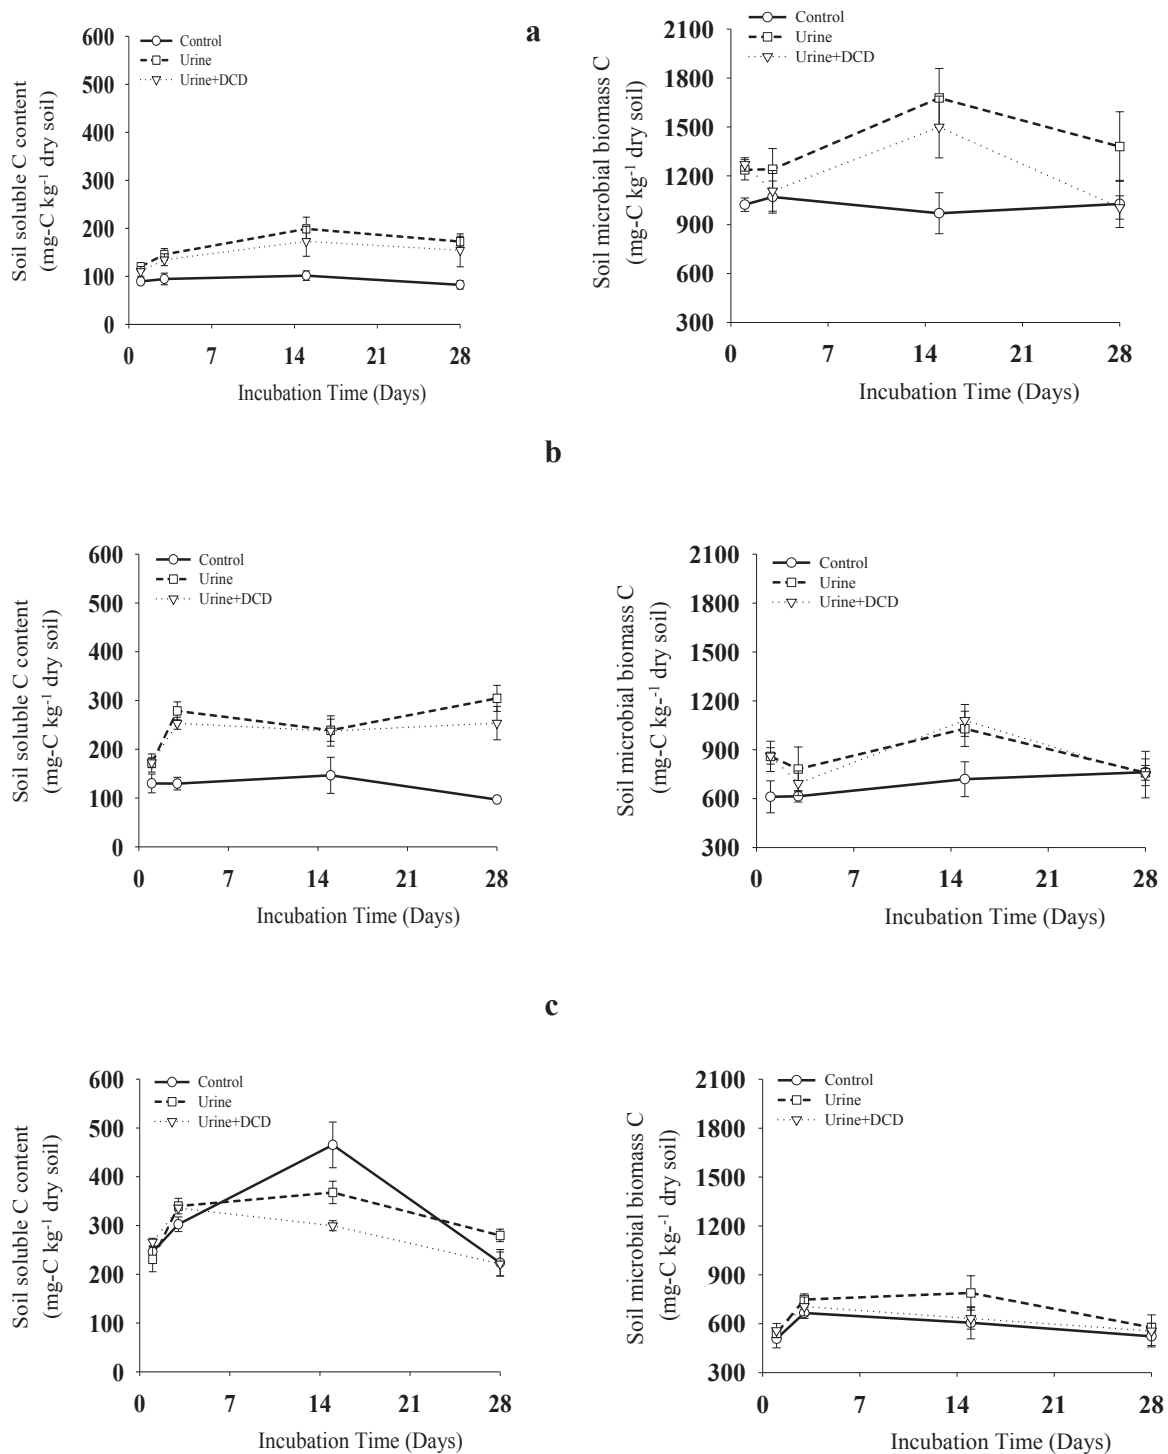 a
Soil soluble C content
(mg-C kg⁻¹ dry soil)
600
500
400
300
200
100
0
Control
Urine
Urine+DCD
0 7 14 21 28
Incubation Time (Days)
Soil microbial biomass C
(mg-C kg-¹ dry soil)
2100
1800
1500
1200
900
600
300
Control
Urine
Urine+DCD
0 7 14 21 28
Incubation Time (Days)
b
Soil soluble C content
(mg-C kg⁻¹ dry soil)
600
500
400
300
200
100
0
Control
Urine
Urine+DCD
0 7 14 21 28
Incubation Time (Days)
Soil microbial biomass C
(mg-C kg-¹ dry soil)
2100
1800
1500
1200
900
600
300
Control
Urine
Urine+DCD
0 7 14 21 28
Incubation Time (Days)
c
Soil soluble C content
(mg-C kg⁻¹ dry soil)
600
500
400
300
200
100
0
Control
Urine
Urine+DCD
0 7 14 21 28
Incubation Time (Days)
Soil microbial biomass C
(mg-C kg-¹ dry soil)
2100
1800
1500
1200
900
600
300
Control
Urine
Urine+DCD
0 7 14 21 28
Incubation Time (Days)